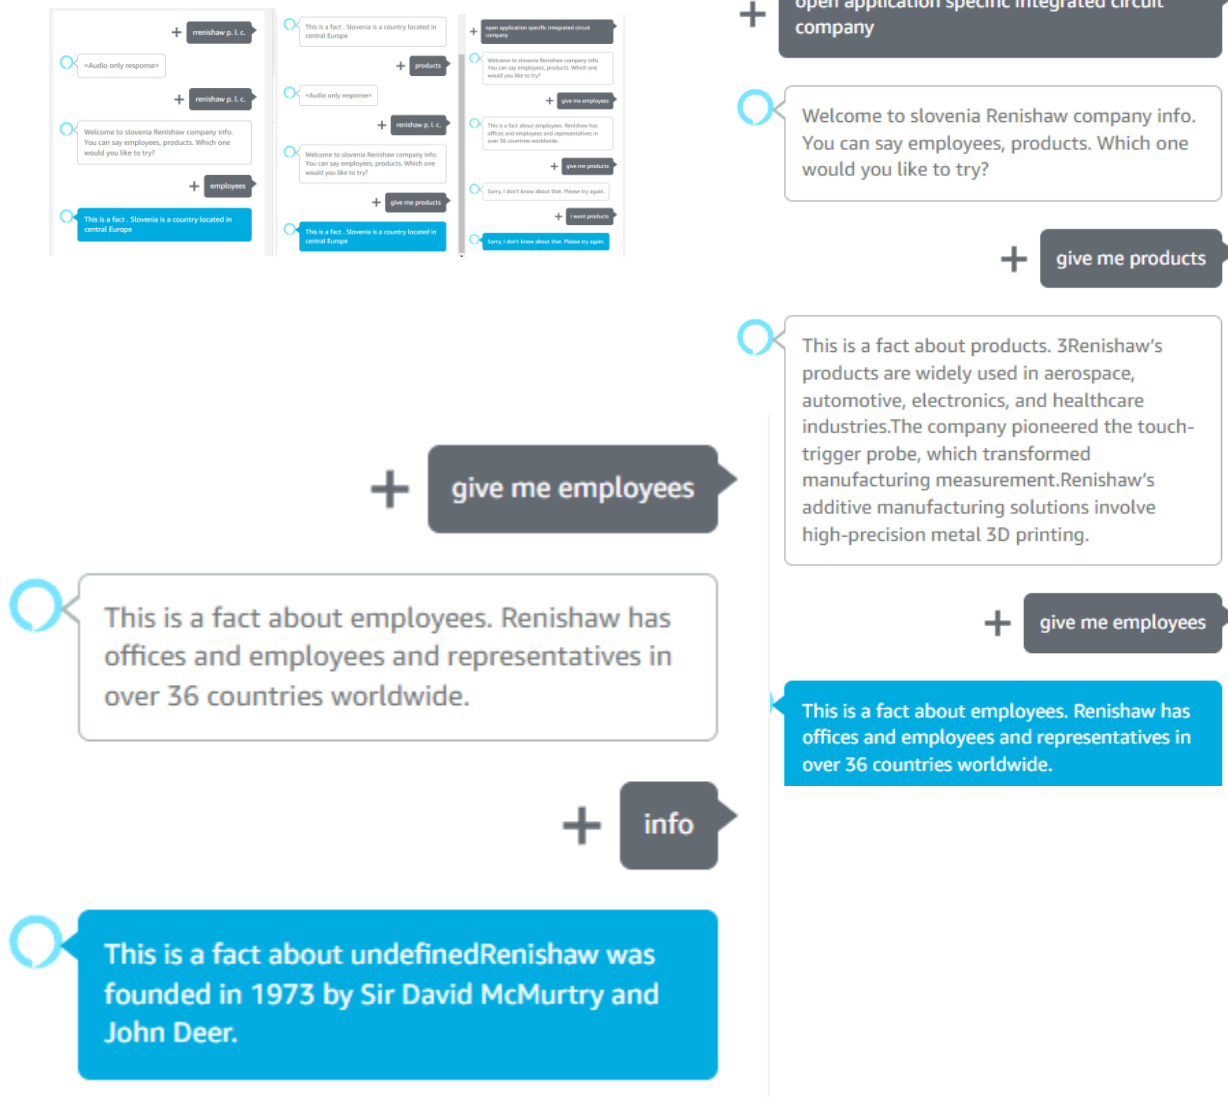 rrenishaw p. l. c.
<Audio only response>
renishaw p. l. c.
Welcome to slovenia Renishaw company info.
You can say employees, products. Which one
would you like to try?
employees
This is a fact . Slovenia is a country located in
central Europe
This is a fact . Slovenia is a country located in
central Europe
products
<Audio only response>
renishaw p. l. c.
Welcome to slovenia Renishaw company info.
You can say employees, products. Which one
would you like to try?
give me products
This is a fact . Slovenia is a country located in
central Europe
open application specific integrated circuit
company
Welcome to slovenia Renishaw company info.
You can say employees, products. Which one
would you like to try?
give me employees
This is a fact about employees. Renishaw has
offices and employees and representatives in
over 36 countries worldwide.
give me products
Sorry, I don't know about that. Please try again.
I want products
Sorry, I don't know about that. Please try again.
open application specific integrated circuit
company
Welcome to slovenia Renishaw company info.
You can say employees, products. Which one
would you like to try?
give me products
This is a fact about products. 3Renishaw's
products are widely used in aerospace,
automotive, electronics, and healthcare
industries.The company pioneered the touch-
trigger probe, which transformed
manufacturing measurement.Renishaw's
additive manufacturing solutions involve
high-precision metal 3D printing.
give me employees
This is a fact about employees. Renishaw has
offices and employees and representatives in
over 36 countries worldwide.
give me employees
This is a fact about employees. Renishaw has
offices and employees and representatives in
over 36 countries worldwide.
info
This is a fact about undefinedRenishaw was
founded in 1973 by Sir David McMurtry and
John Deer.